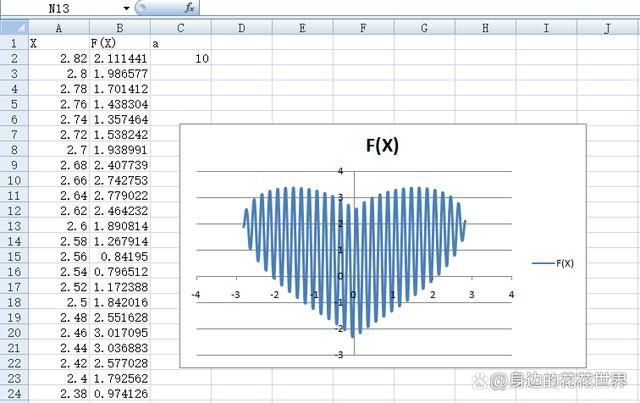 N13 fx
A B C D E F G H I J
1 X F(X) a
2 2.82 2.111441 10
3 2.8 1.986577
4 2.78 1.701412
5 2.76 1.438304
6 2.74 1.357464
7 2.72 1.538242
8 2.7 1.938991
9 2.68 2.407739
10 2.66 2.742753
11 2.64 2.779022
12 2.62 2.464232
13 2.6 1.890814
14 2.58 1.267914
15 2.56 0.84195
16 2.54 0.796512
17 2.52 1.172388
18 2.5 1.842016
19 2.48 2.551628
20 2.46 3.017095
21 2.44 3.036883
22 2.42 2.577028
23 2.4 1.792562
24 2.38 0.974126
F(X)
4
3
2
1
0
-4 -3 -2 -1 0 1 2 3 4
-1
-2
-3
F(X)
@身边的花花世界